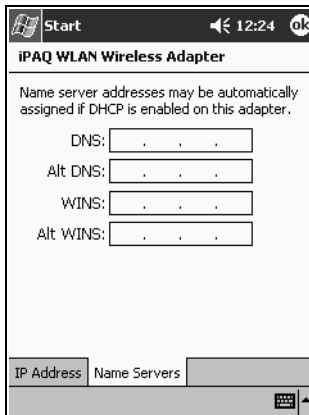 Start 12:24 ok
iPAQ WLAN Wireless Adapter
Name server addresses may be automatically
assigned if DHCP is enabled on this adapter.
DNS: . . .
Alt DNS: . . .
WINS: . . .
Alt WINS: . . .
IP Address Name Servers